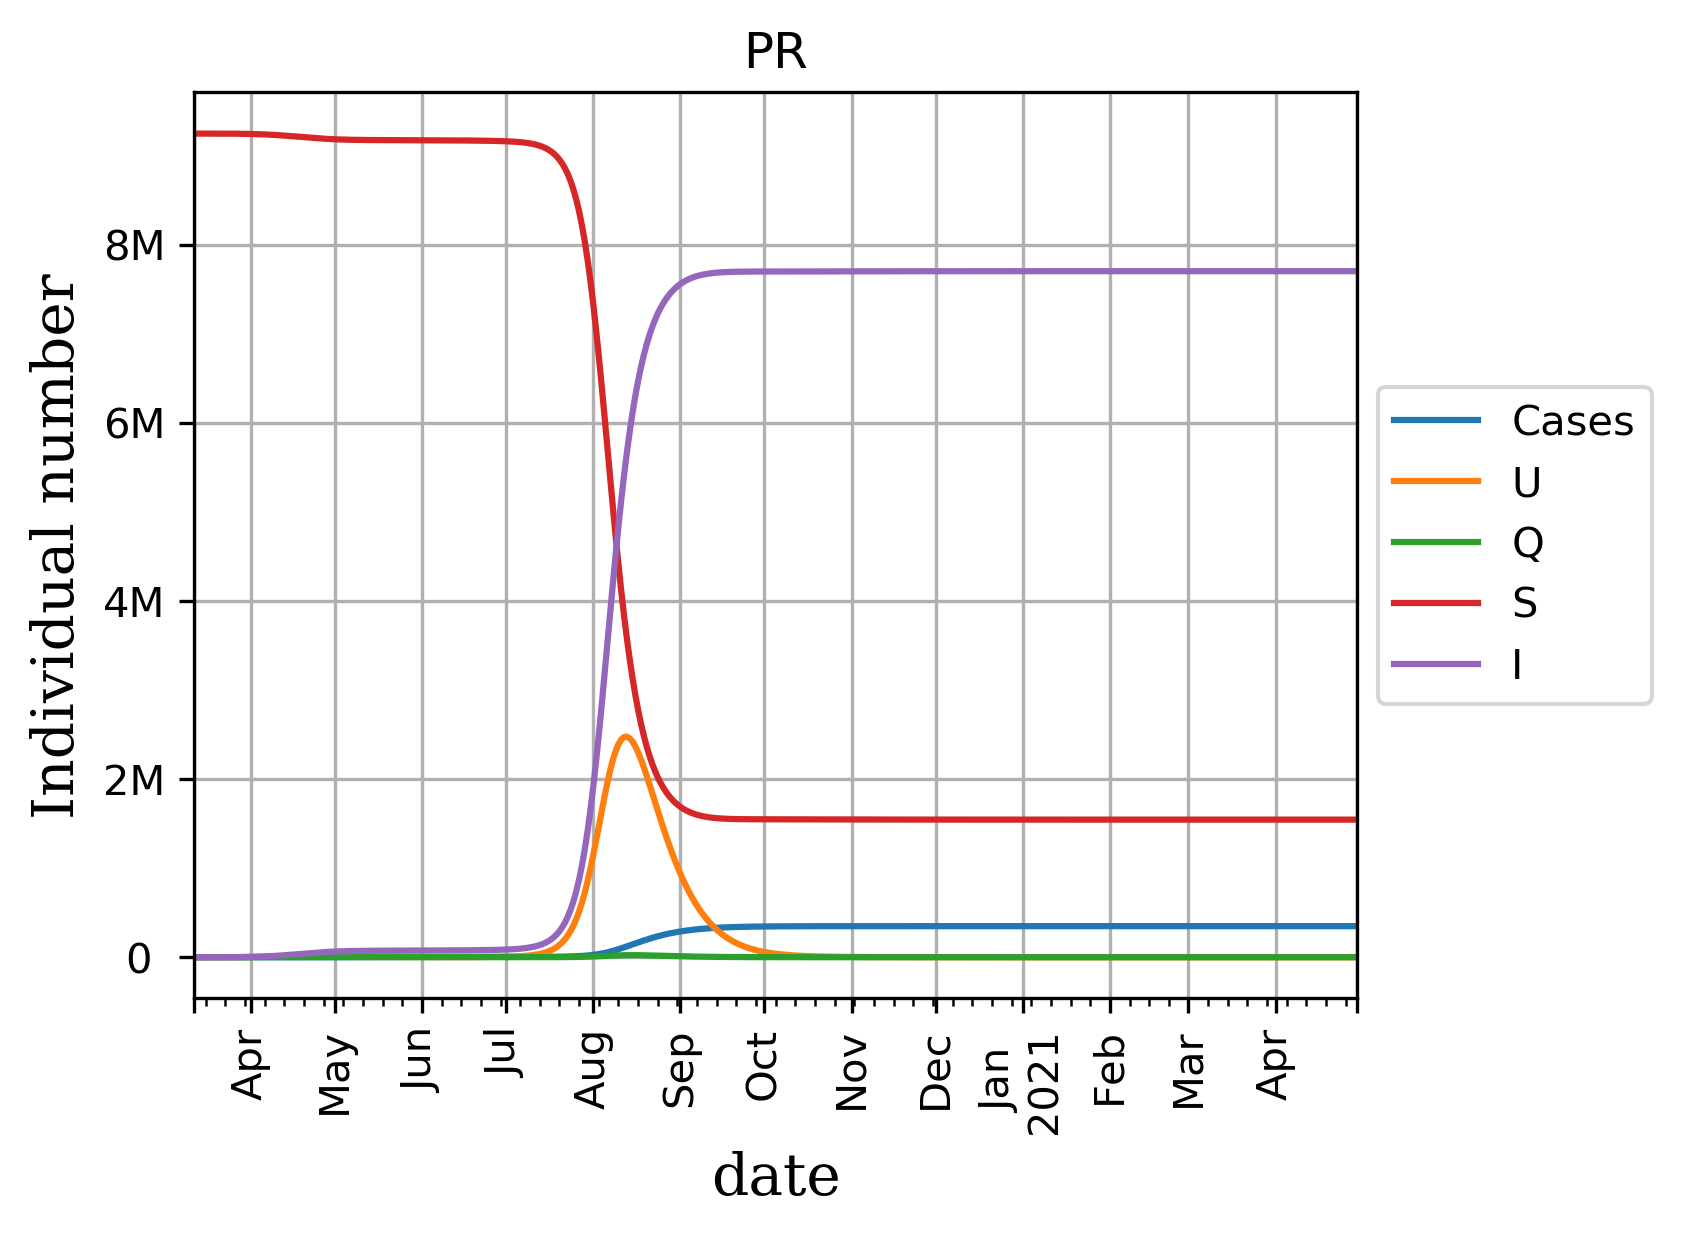 PR
Individual number
8M
6M
4M
2M
0
Apr
May
Jun
Jul
Aug
Sep
Oct
Nov
Dec
Jan
2021
Feb
Mar
Apr
date
Cases
U
Q
S
I